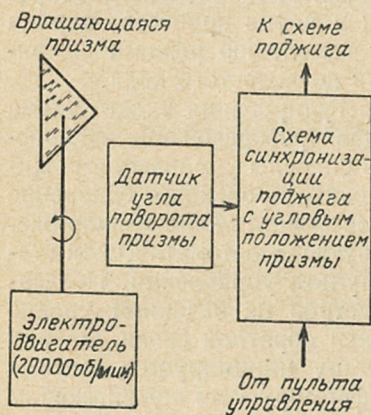 Вращающаяся
призма
К схеме
поджига
Датчик
угла
поворота
призмы
Схема
синхрониза-
ции
поджига
с угловым
положением
призмы
Электро-
двигатель
(20000об/мин)
От пульта
управления